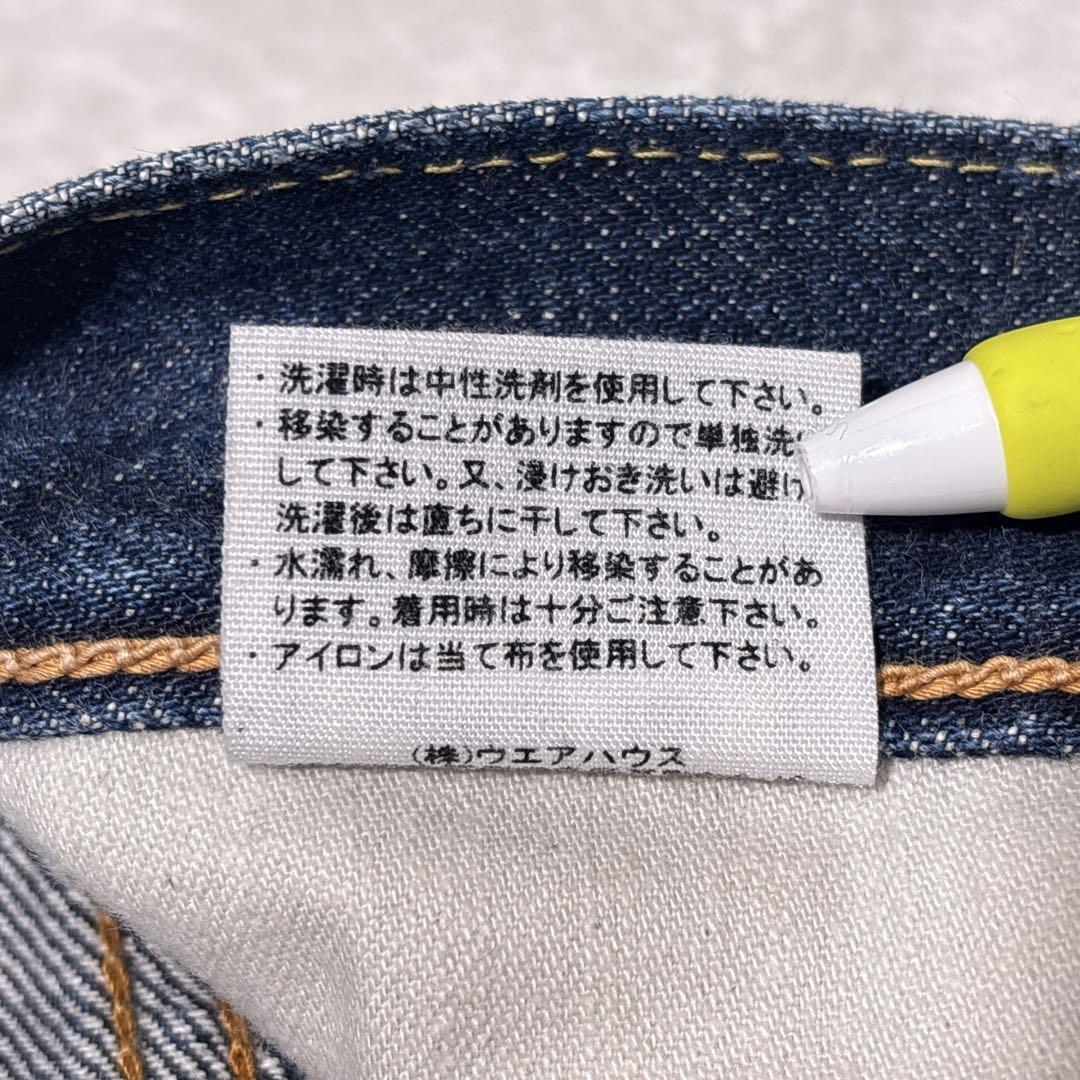 ・洗濯時は中性洗剤を使用して下さい。
・移染することがありますので単独洗
して下さい。又、浸けおき洗いは避け
洗濯後は直ちに干して下さい。
・水濡れ、摩擦により移染することがあ
ります。着用時は十分ご注意下さい。
・アイロンは当て布を使用して下さい。
(株)ウエアハウス